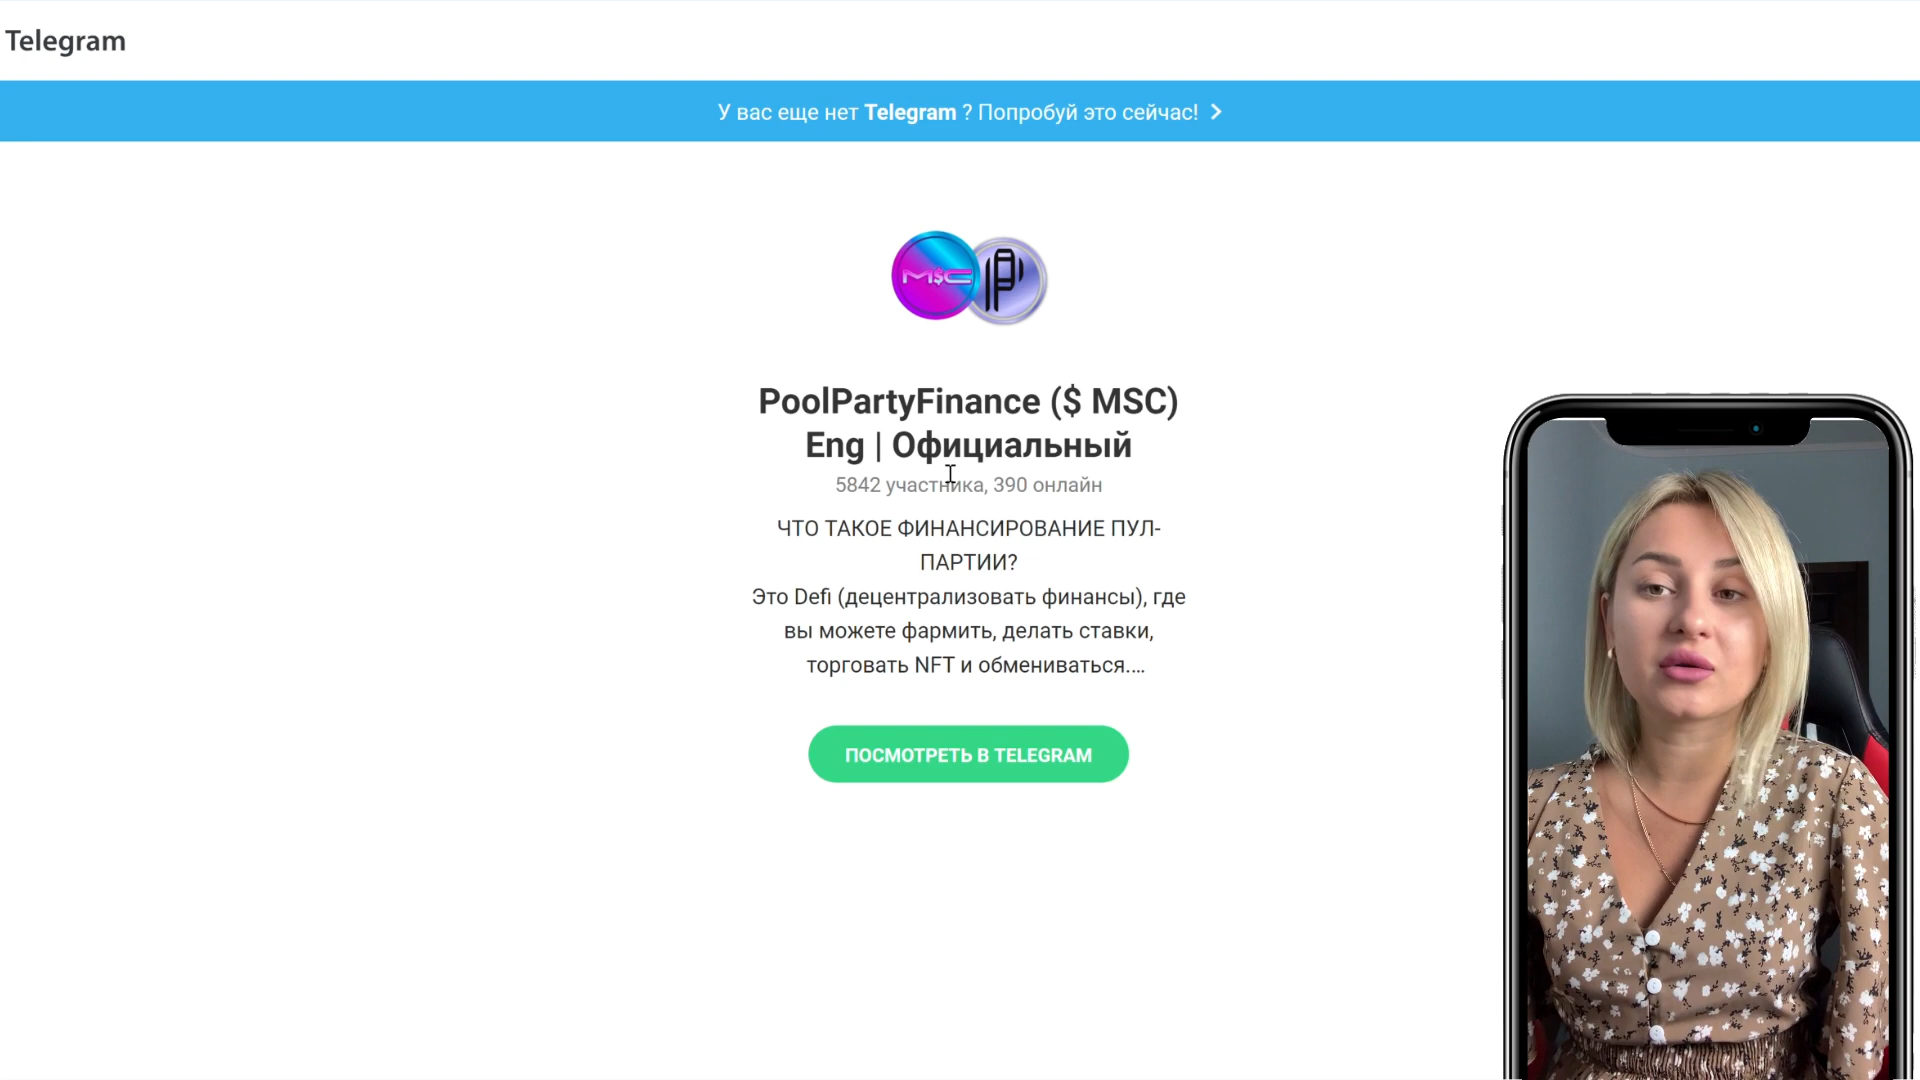 Telegram
У вас еще нет Telegram ? Попробуй это сейчас!
M$C
PoolPartyFinance ($ MSC)
Eng | Официальный
5842 участника, 390 онлайн
ЧТО ТАКОЕ ФИНАНСИРОВАНИЕ ПУЛ-
ПАРТИИ?
Это Defi (децентрализовать финансы), где
вы можете фармить, делать ставки,
торговать NFT и обмениваться....
ПОСМОТРЕТЬ В TELEGRAM